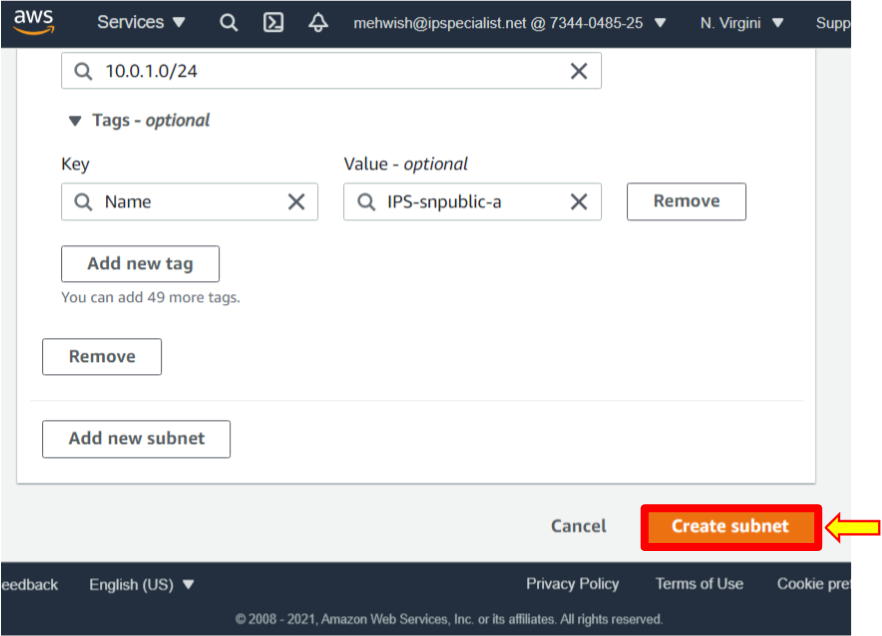 aws Services mehwish@ipspecialist.net @ 7344-0485-25 N. Virgini Supp
10.0.1.0/24
Tags - optional
Key Value - optional
Name IPS-snpublic-a Remove
Add new tag
You can add 49 more tags.
Remove
Add new subnet
Cancel Create subnet
eedback English (US) Privacy Policy Terms of Use Cookie pre
© 2008 - 2021, Amazon Web Services, Inc. or its affiliates. All rights reserved.